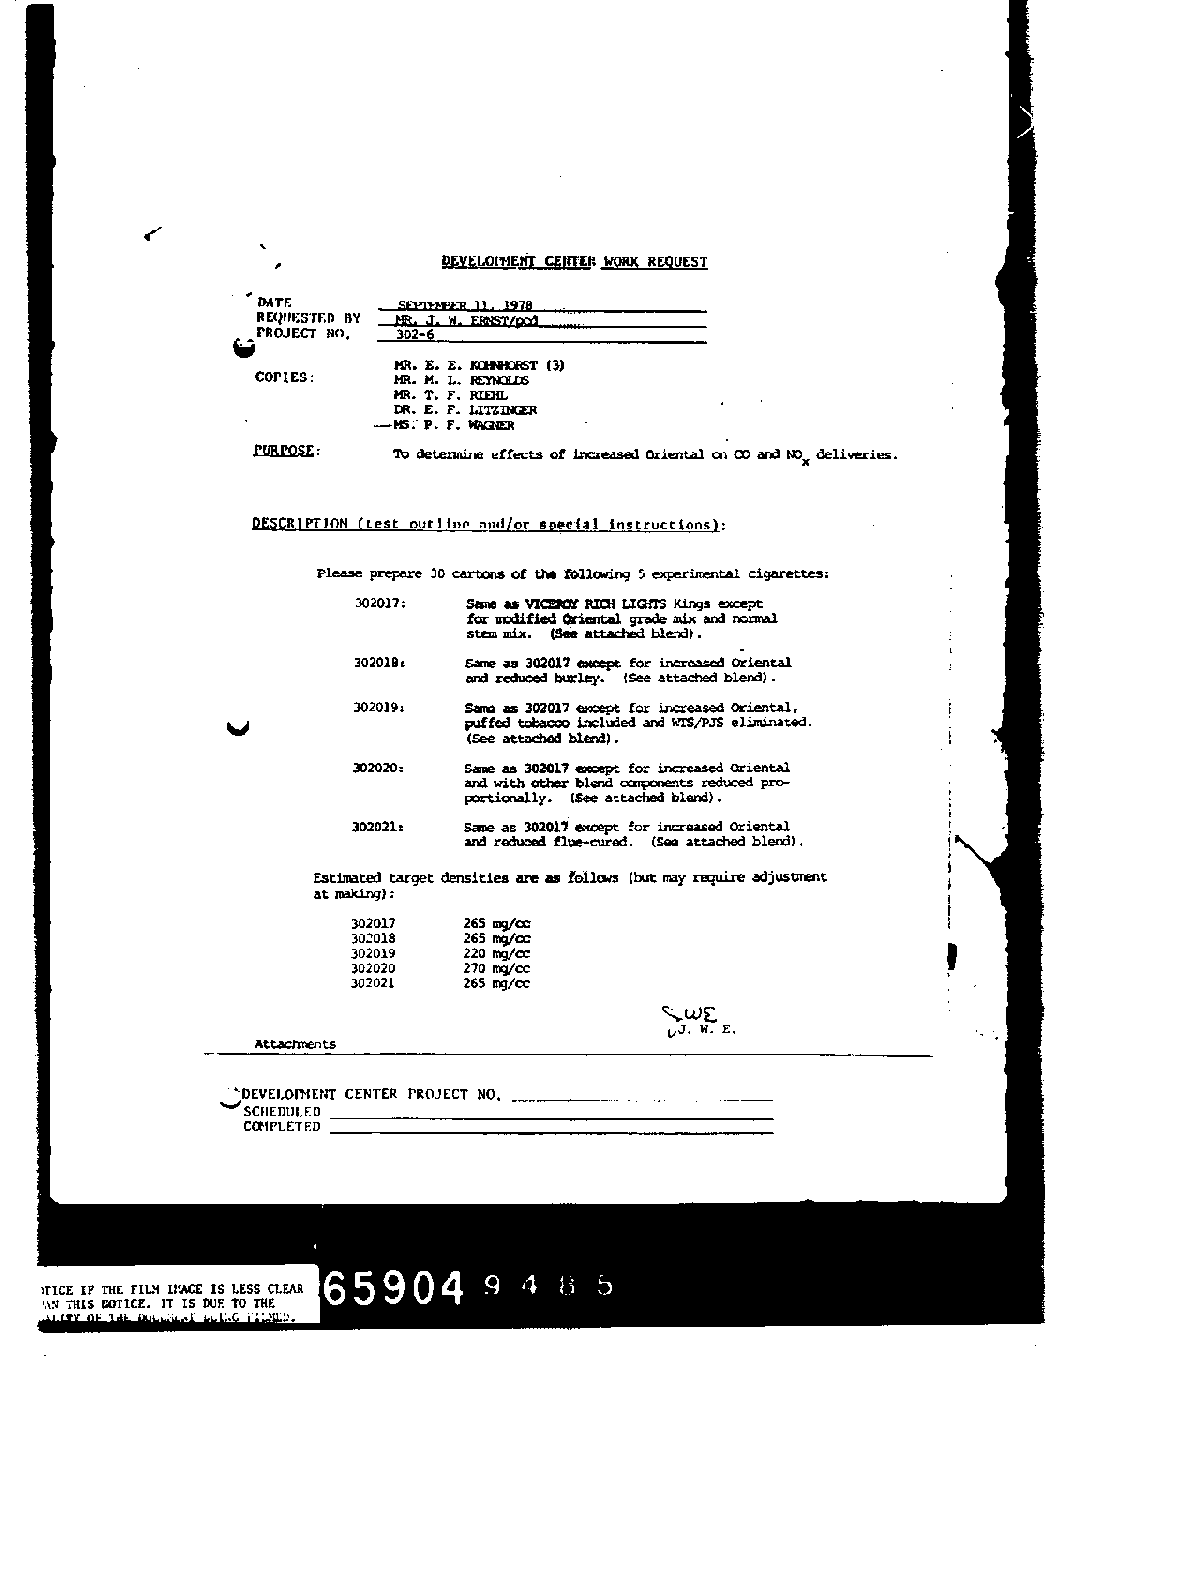 DEVELOPMENT CENTER WORK REQUEST
DATE SEPTEMBER 11, 1978
REQUESTED BY MR. J. W. ERNST/pod
PROJECT NO. 302-6
COPIES: MR. E. E. KOHNHORST (3)
MR. M. L. REYNOLDS
MR. T. F. RIEHL
DR. E. F. LITZINGER
MS. P. F. WAGNER
PURPOSE: To determine effects of increased Oriental on CO and NOx deliveries.
DESCRIPTION (test outline and/or special instructions):
Please prepare 30 cartons of the following 5 experimental cigarettes:
302017: Same as VICEROY RICH LIGHTS Kings except
for modified Oriental grade mix and normal
stem mix. (See attached blend).
302018: Same as 302017 except for increased Oriental
and reduced burley. (See attached blend).
302019: Same as 302017 except for increased Oriental,
puffed tobacco included and WTS/PJS eliminated.
(See attached blend).
302020: Same as 302017 except for increased Oriental
and with other blend components reduced pro-
portionally. (See attached blend).
302021: Same as 302017 except for increased Oriental
and reduced flue-cured. (See attached blend).
Estimated target densities are as follows (but may require adjustment
at making):
302017 265 mg/cc
302018 265 mg/cc
302019 220 mg/cc
302020 270 mg/cc
302021 265 mg/cc
JWE
J. W. E.
Attachments
DEVELOPMENT CENTER PROJECT NO.
SCHEDULED
COMPLETED
65904 9485
OTICE IF THE FILM IMAGE IS LESS CLEAR
AN THIS NOTICE. IT IS DUE TO THE
ALITY OF THE DOCUMENT BEING FILMED.